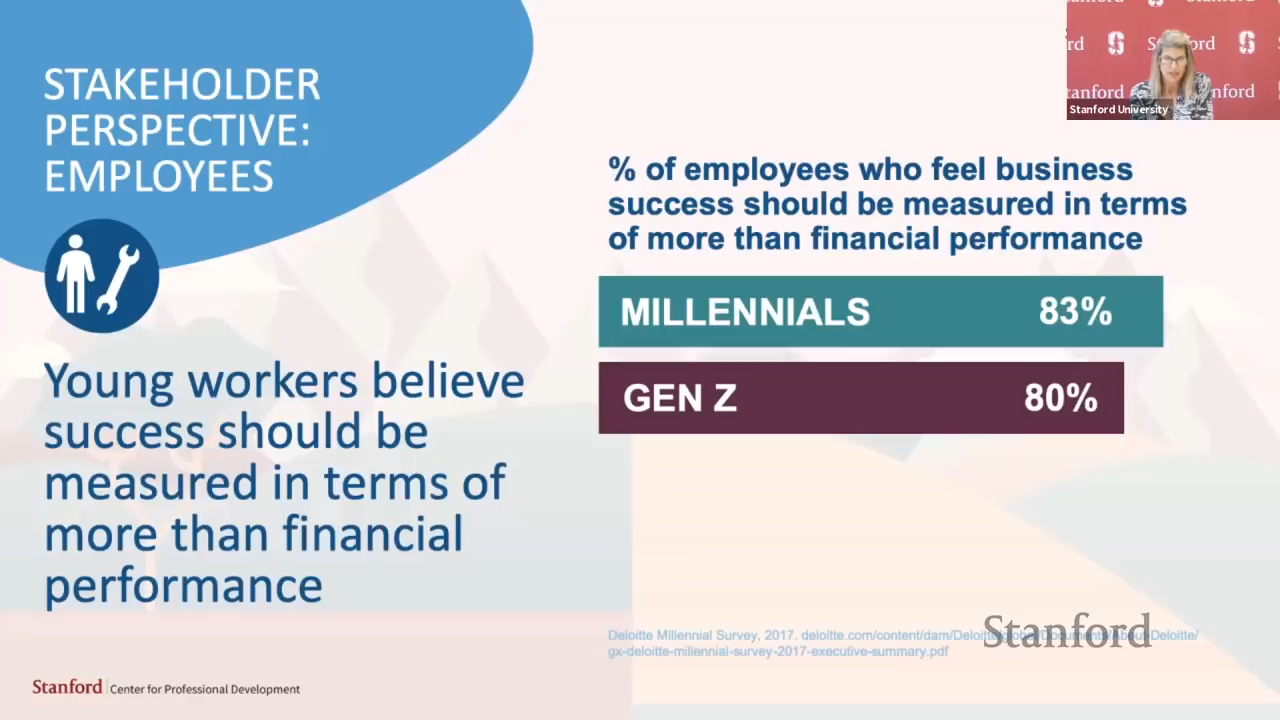 STAKEHOLDER
PERSPECTIVE:
EMPLOYEES
Young workers believe
success should be
measured in terms of
more than financial
performance
% of employees who feel business
success should be measured in terms
of more than financial performance
MILLENNIALS 83%
GEN Z 80%
Deloitte Millennial Survey, 2017. deloitte.com/content/dam/Deloitte/global/Documents/About-Deloitte/
gx-deloitte-millennial-survey-2017-executive-summary.pdf
Stanford
Stanford | Center for Professional Development
Stanford University